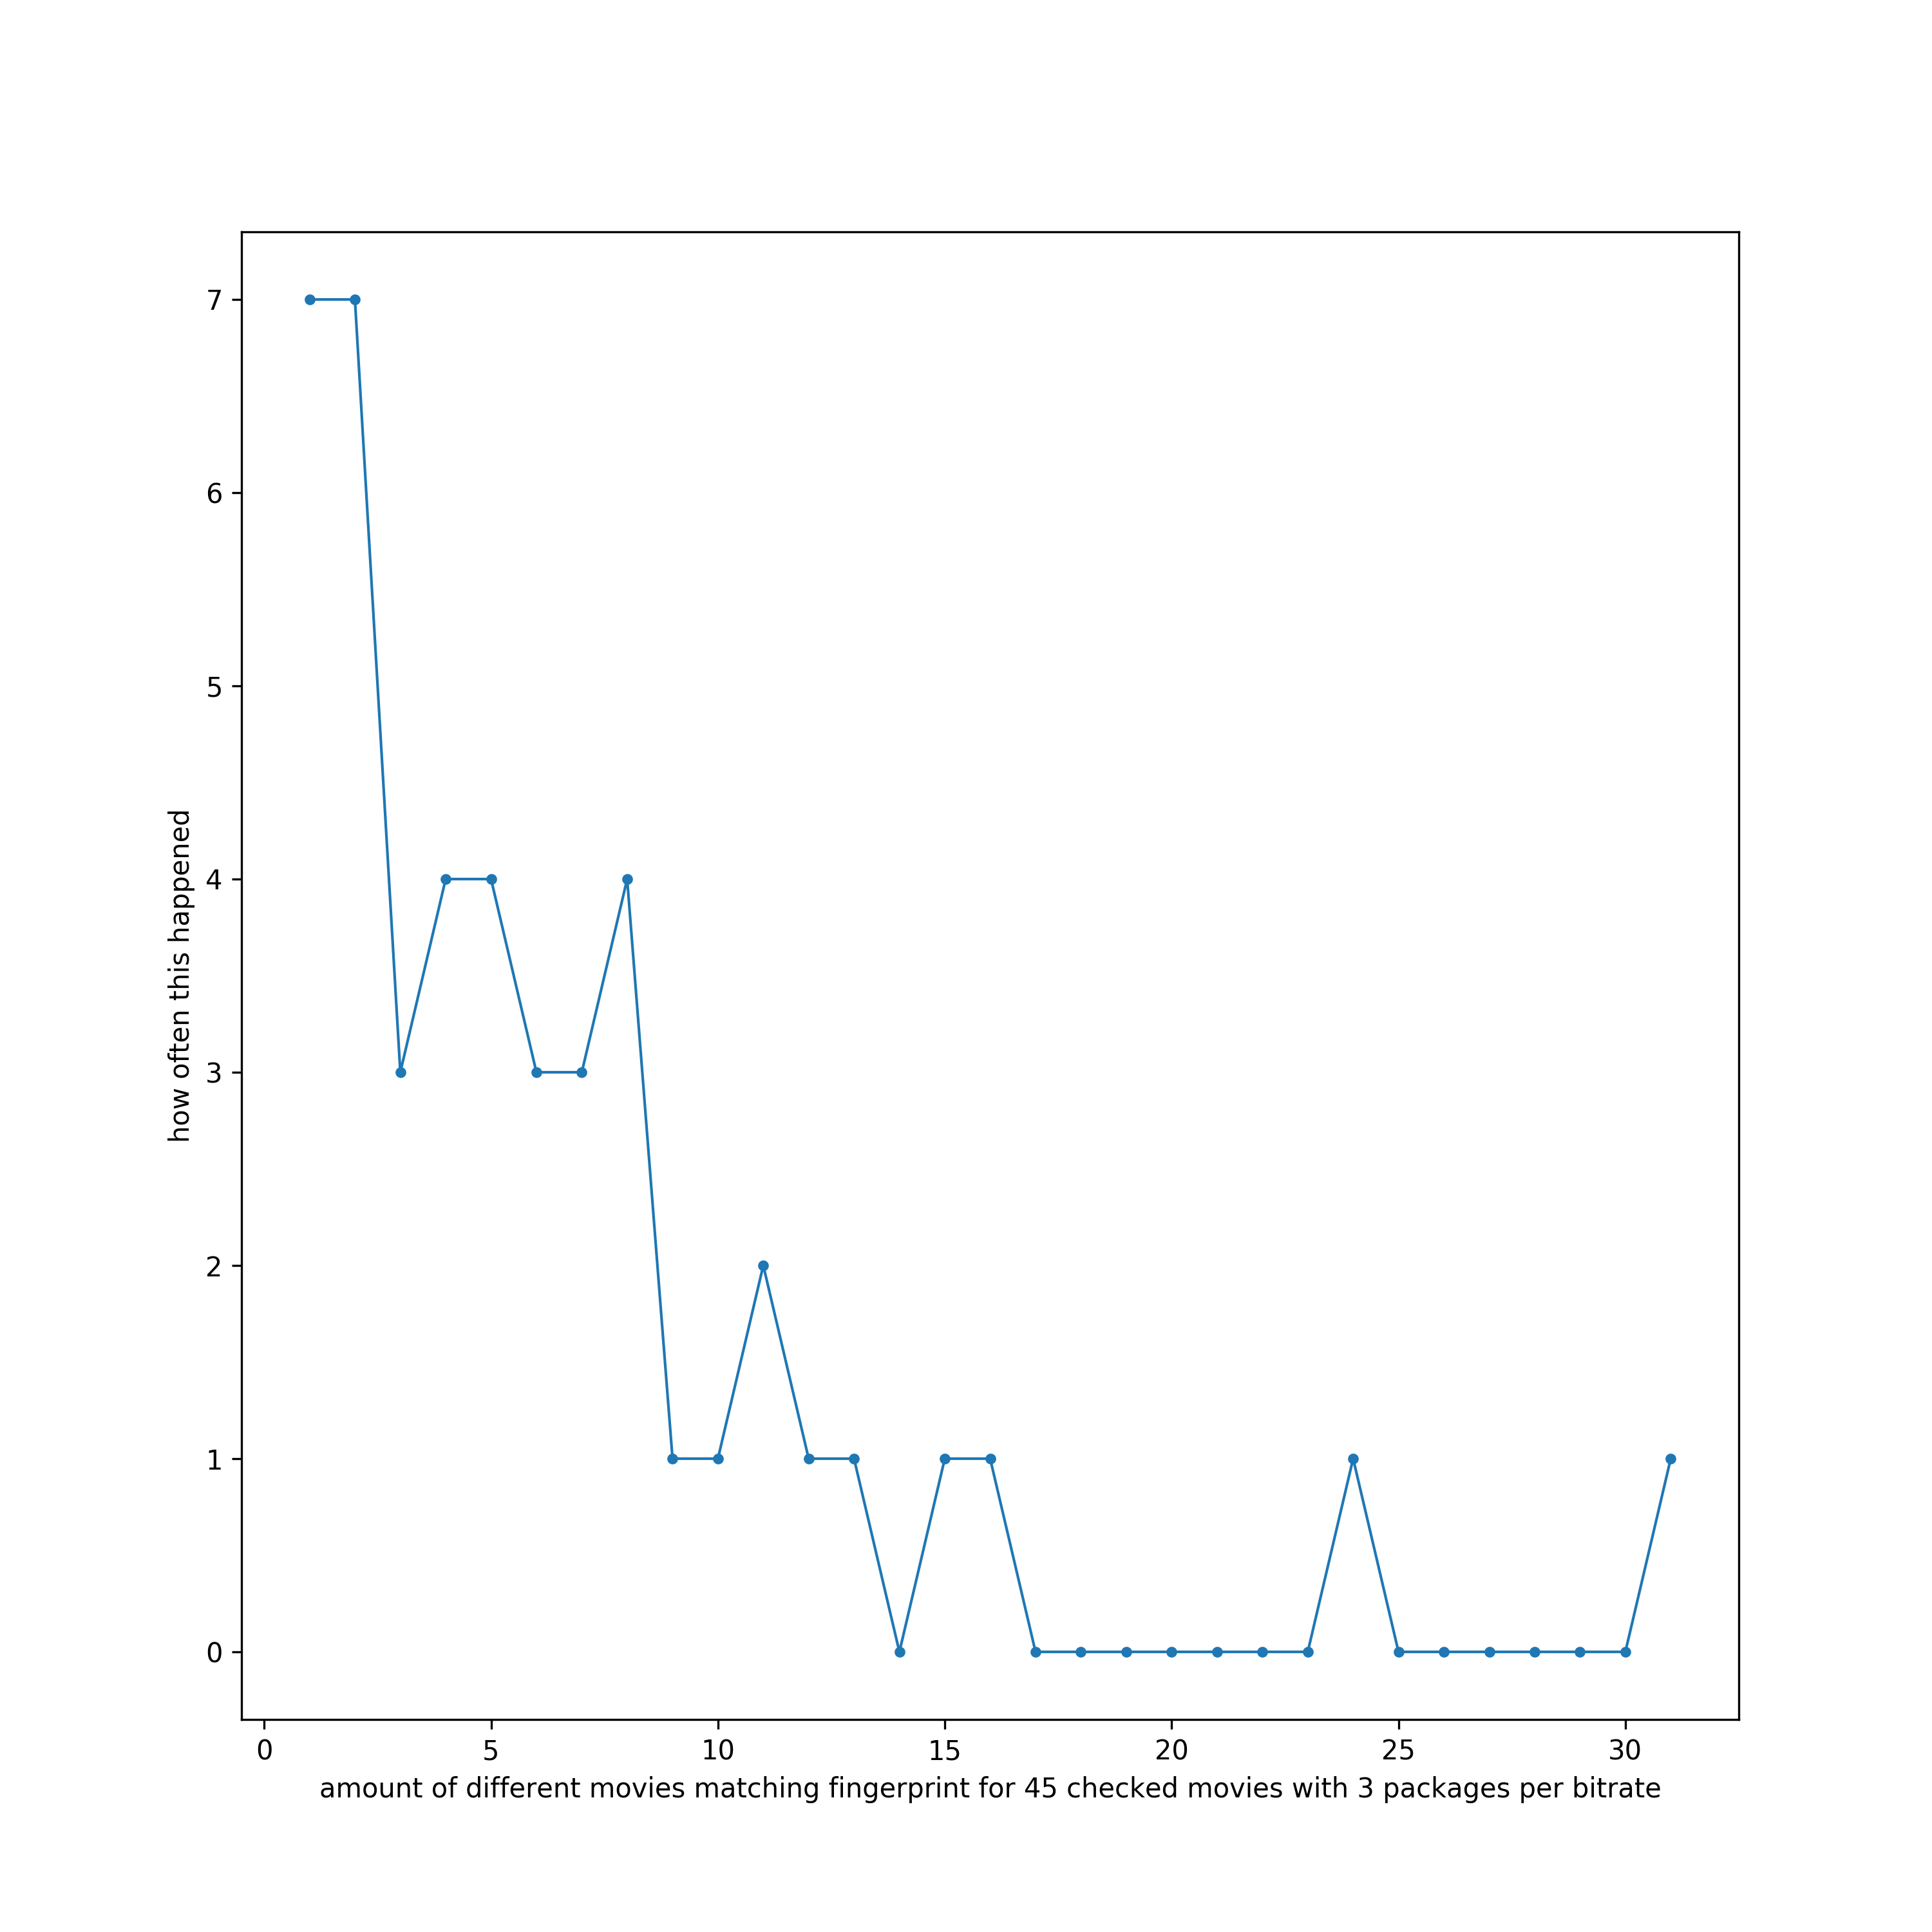 7
6
5
4
3
2
1
0
how often this happened
0 5 10 15 20 25 30
amount of different movies matching fingerprint for 45 checked movies with 3 packages per bitrate